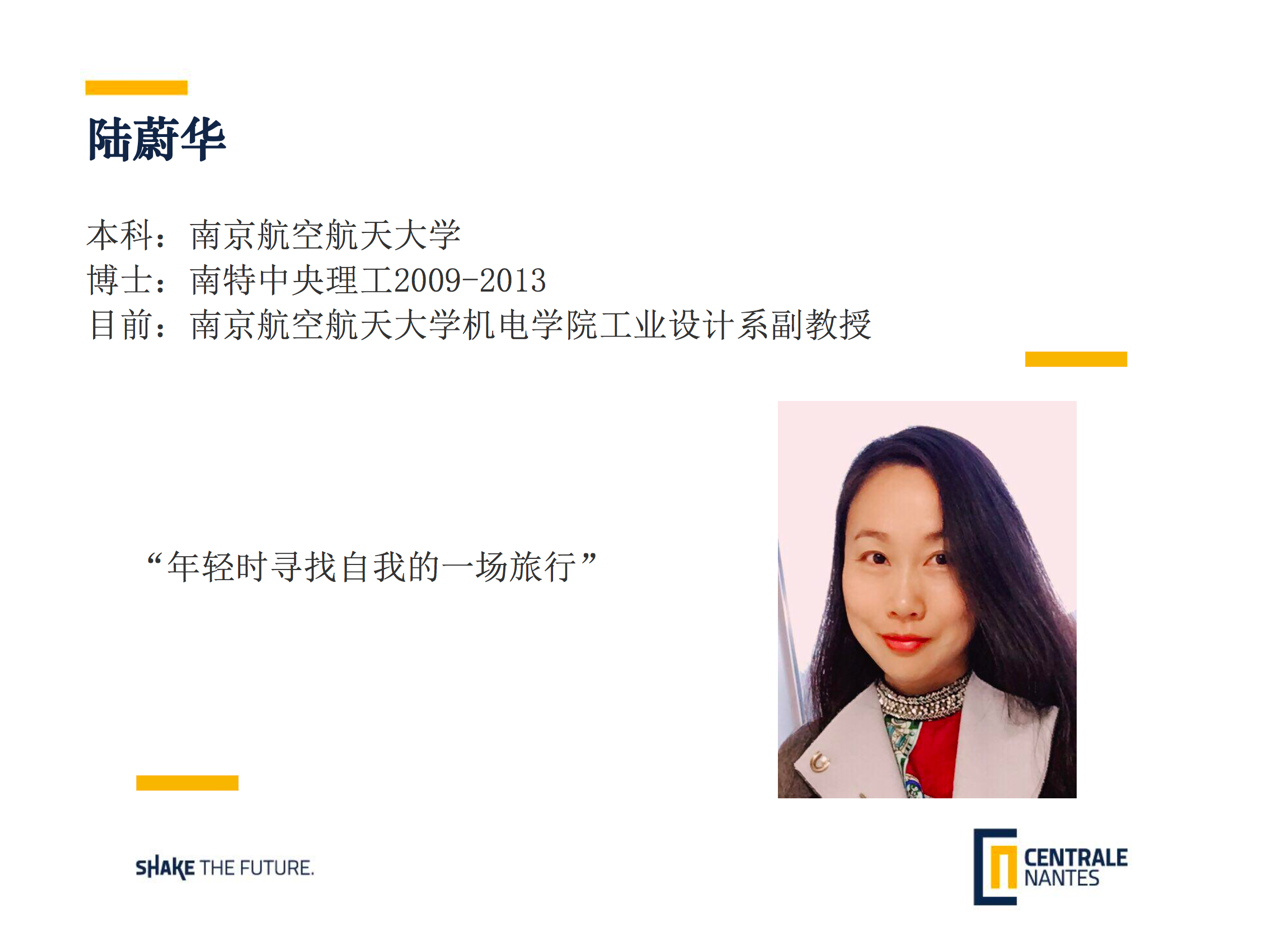 陆蔚华
本科：南京航空航天大学
博士：南特中央理工2009-2013
目前：南京航空航天大学机电学院工业设计系副教授
“年轻时寻找自我的一场旅行”
SHAKE THE FUTURE.
CENTRALE
NANTES